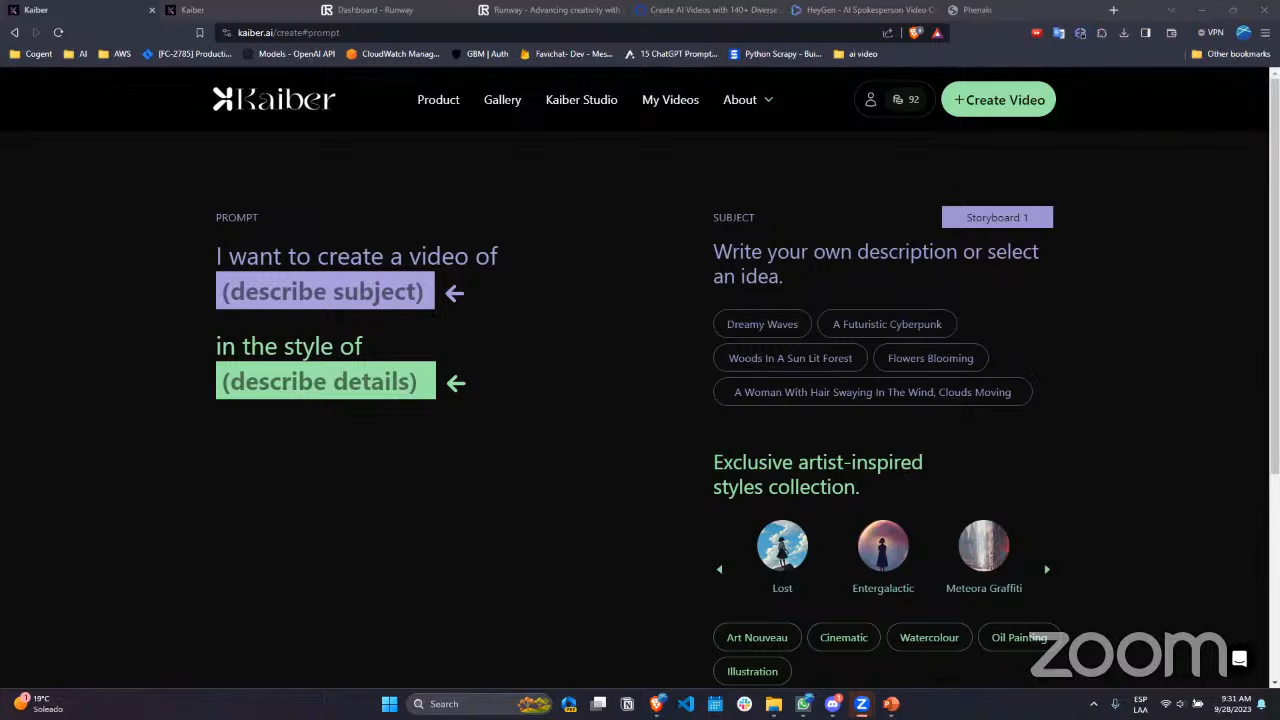 Kaiber
Kaiber
Dashboard - Runway
Runway - Advancing creativity with
Create AI Videos with 140+ Diverse
HeyGen - AI Spokesperson Video C
Phenaki
kaiber.ai/create#prompt
VPN
Cogent
AI
AWS
[FC-2785] Producti...
Models - OpenAI API
CloudWatch Manag...
GBM | Auth
Favichat- Dev - Mes...
15 ChatGPT Prompt...
Python Scrapy - Bui...
ai video
Other bookmarks
Kaiber
Product
Gallery
Kaiber Studio
My Videos
About
92
+Create Video
PROMPT
I want to create a video of
(describe subject)
in the style of
(describe details)
SUBJECT
Storyboard 1
Write your own description or select
an idea.
Dreamy Waves
A Futuristic Cyberpunk
Woods In A Sun Lit Forest
Flowers Blooming
A Woman With Hair Swaying In The Wind, Clouds Moving
Exclusive artist-inspired
styles collection.
Lost
Entergalactic
Meteora Graffiti
Art Nouveau
Cinematic
Watercolour
Oil Painting
Illustration
zoom
19°C
Soleado
Search
ESP
LAA
9:31 AM
9/28/2023